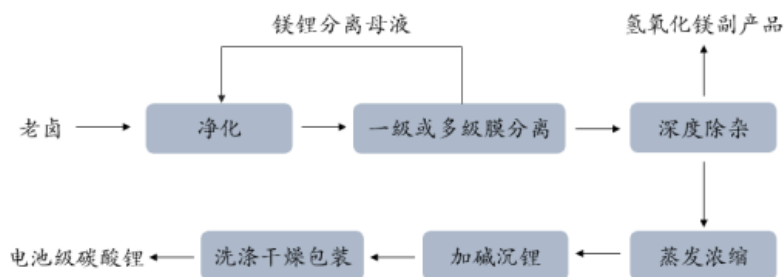 镁锂分离母液
氢氧化镁副产品
老卤
净化
一级或多级膜分离
深度除杂
电池级碳酸锂
洗涤干燥包装
加碱沉锂
蒸发浓缩